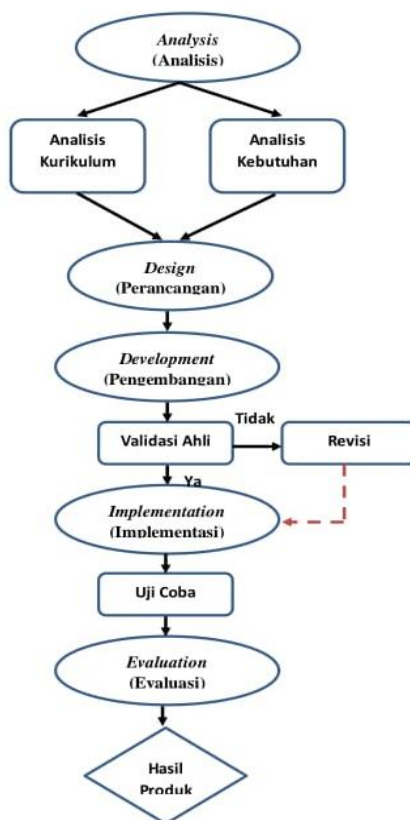 Analysis
(Analisis)
Analisis
Kurikulum
Analisis
Kebutuhan
Design
(Perancangan)
Development
(Pengembangan)
Tidak
Validasi Ahli
Revisi
Ya
Implementation
(Implementasi)
Uji Coba
Evaluation
(Evaluasi)
Hasil
Produk